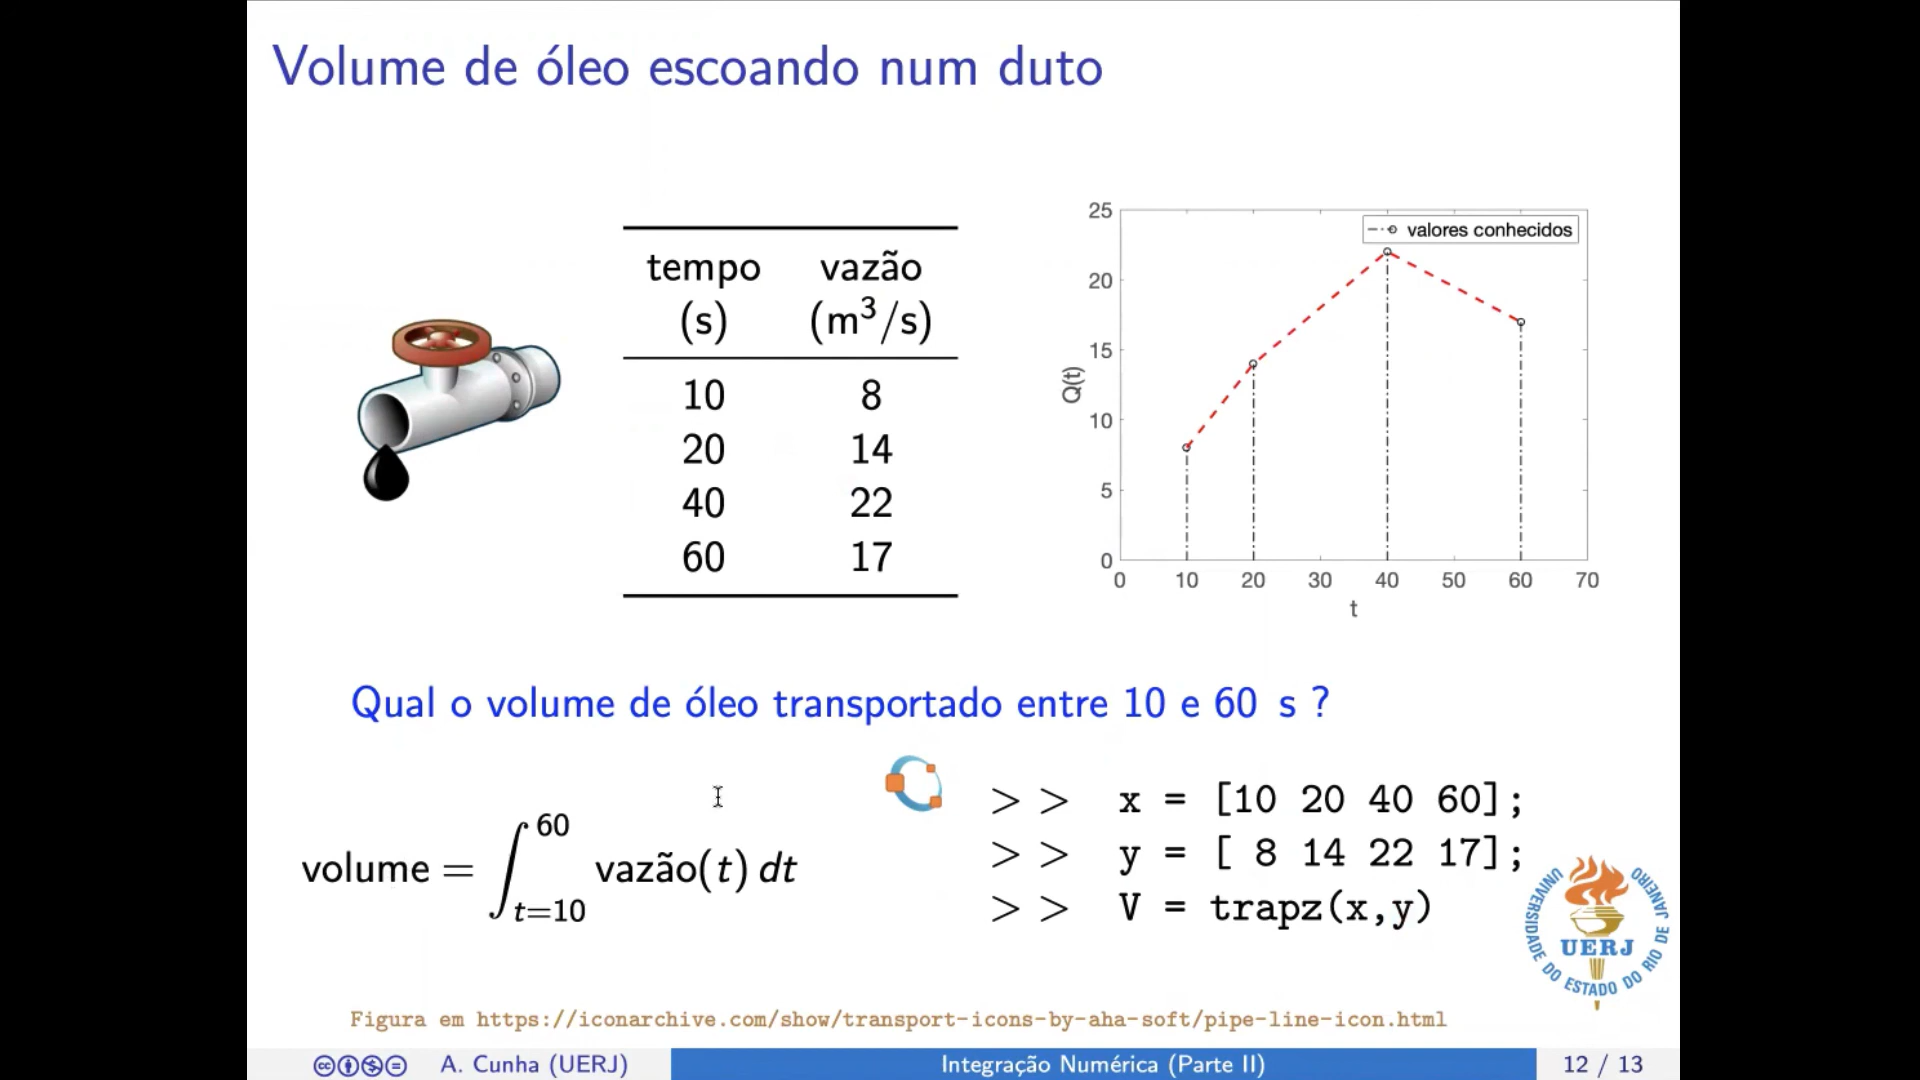 Volume de óleo escoando num duto
tempo vazão
(s) (m³/s)
10 8
20 14
40 22
60 17
25
20
15
10
5
0
Q(t)
valores conhecidos
0 10 20 30 40 50 60 70
t
Qual o volume de óleo transportado entre 10 e 60 s ?
volume = ∫_{t=10}^{60} vazão(t) dt
>> x = [10 20 40 60];
>> y = [ 8 14 22 17];
>> V = trapz(x,y)
UERJ
UNIVERSIDADE DO ESTADO DO RIO DE JANEIRO
Figura em https://iconarchive.com/show/transport-icons-by-aha-soft/pipe-line-icon.html
A. Cunha (UERJ) Integração Numérica (Parte II) 12 / 13